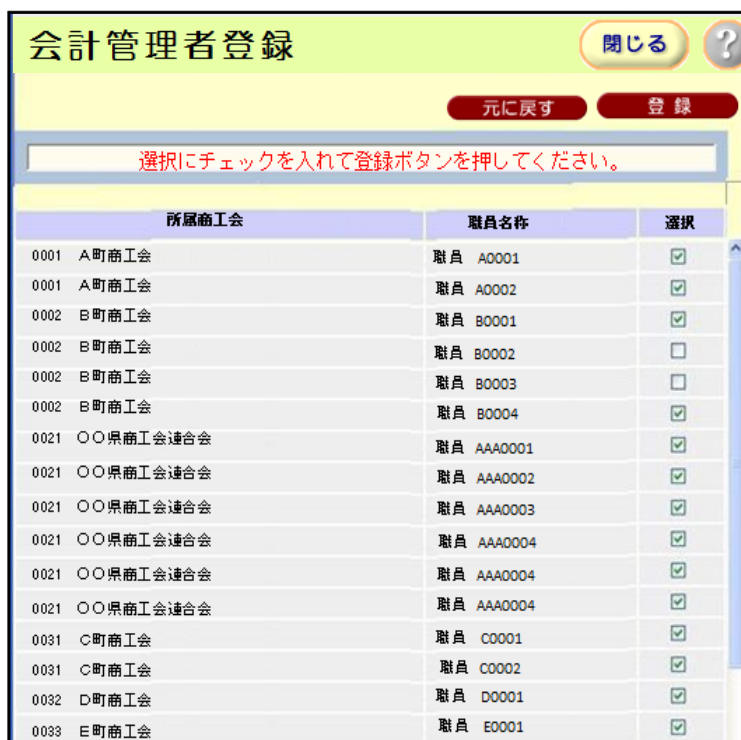 会計管理者登録 閉じる ?
元に戻す 登 録
選択にチェックを入れて登録ボタンを押してください。
所属商工会 職員名称 選択
0001 A町商工会 職員 A0001
0001 A町商工会 職員 A0002
0002 B町商工会 職員 B0001
0002 B町商工会 職員 B0002
0002 B町商工会 職員 B0003
0002 B町商工会 職員 B0004
0021 〇〇県商工会連合会 職員 AAA0001
0021 〇〇県商工会連合会 職員 AAA0002
0021 〇〇県商工会連合会 職員 AAA0003
0021 〇〇県商工会連合会 職員 AAA0004
0021 〇〇県商工会連合会 職員 AAA0004
0021 〇〇県商工会連合会 職員 AAA0004
0031 C町商工会 職員 C0001
0031 C町商工会 職員 C0002
0032 D町商工会 職員 D0001
0033 E町商工会 職員 E0001